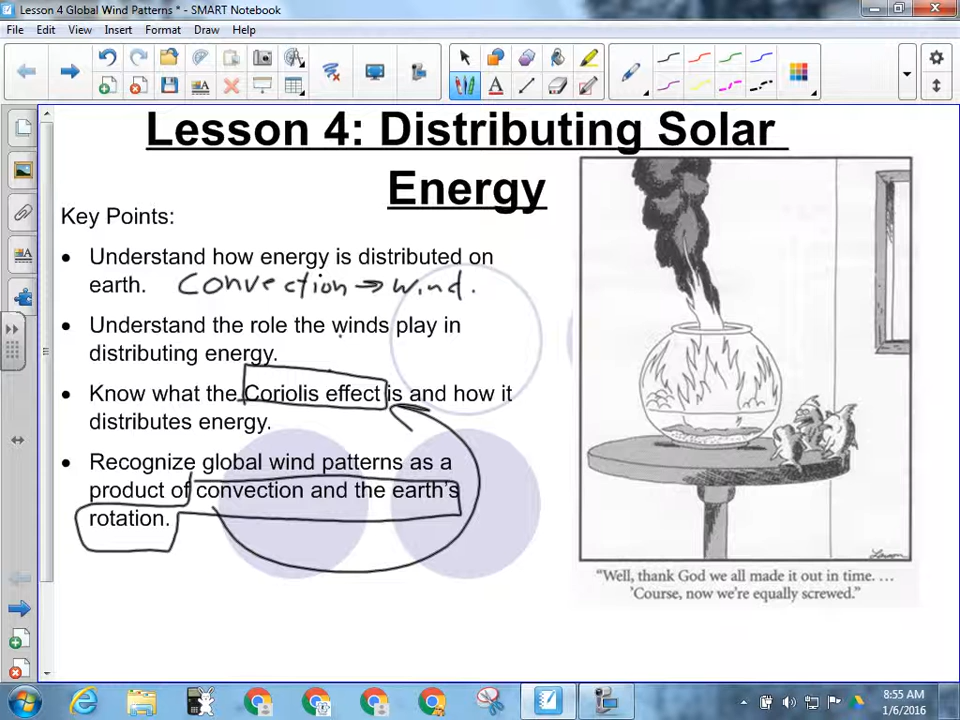 Lesson 4 Global Wind Patterns * - SMART Notebook
File Edit View Insert Format Draw Help
Lesson 4: Distributing Solar
Energy
Key Points:
• Understand how energy is distributed on
earth. Convection → wind.
• Understand the role the winds play in
distributing energy.
• Know what the Coriolis effect is and how it
distributes energy.
• Recognize global wind patterns as a
product of convection and the earth's
rotation.
Larson
“Well, thank God we all made it out in time. …
'Course, now we're equally screwed.”
8:55 AM
1/6/2016